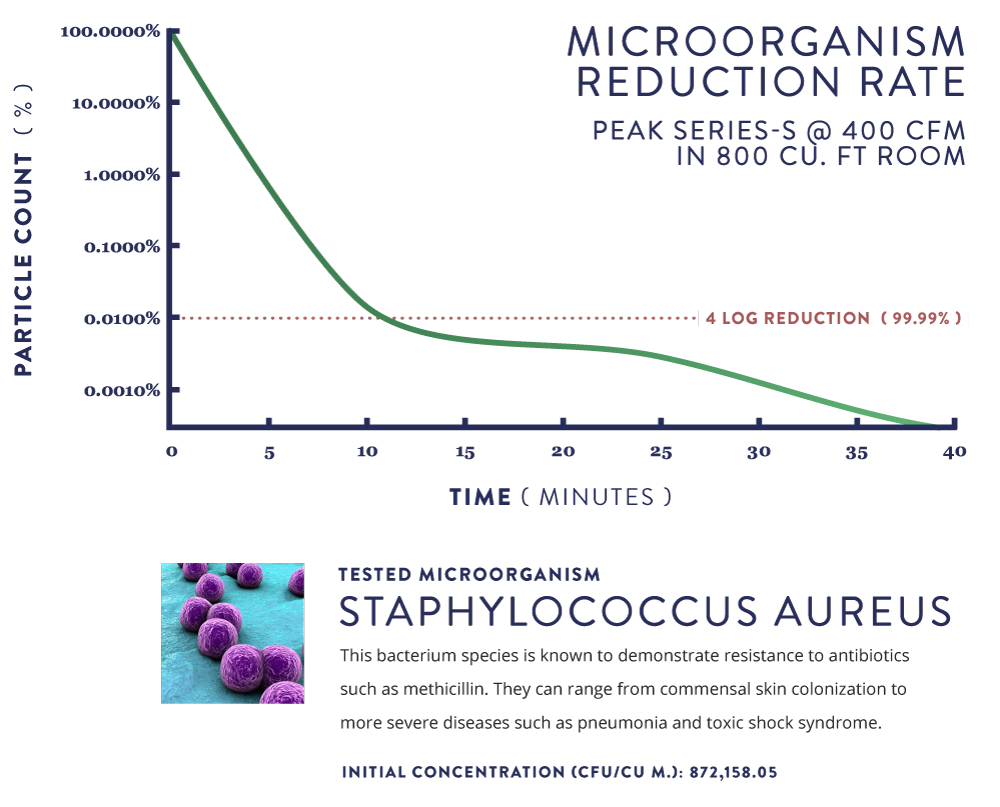 MICROORGANISM
REDUCTION RATE
PEAK SERIES-S @ 400 CFM
IN 800 CU. FT ROOM
PARTICLE COUNT ( % )
100.0000%
10.0000%
1.0000%
0.1000%
0.0100%
0.0010%
4 LOG REDUCTION ( 99.99% )
0 5 10 15 20 25 30 35 40
TIME ( MINUTES )
TESTED MICROORGANISM
STAPHYLOCOCCUS AUREUS
This bacterium species is known to demonstrate resistance to antibiotics
such as methicillin. They can range from commensal skin colonization to
more severe diseases such as pneumonia and toxic shock syndrome.
INITIAL CONCENTRATION (CFU/CU M.): 872,158.05